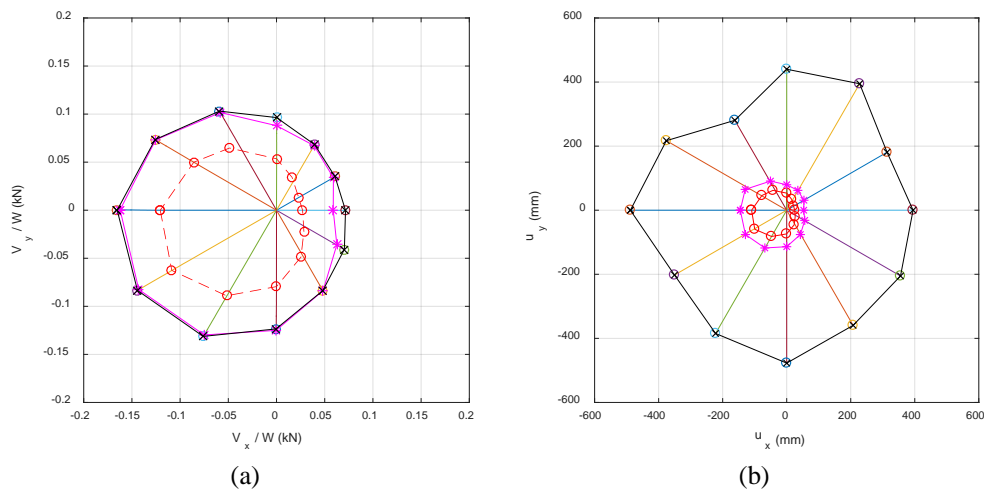 0.2
0.15
0.1
0.05
0
-0.05
-0.1
-0.15
-0.2
V y / W (kN)
-0.2 -0.15 -0.1 -0.05 0 0.05 0.1 0.15 0.2
V x / W (kN)
(a)
600
400
200
0
-200
-400
-600
u y (mm)
-600 -400 -200 0 200 400 600
u x (mm)
(b)